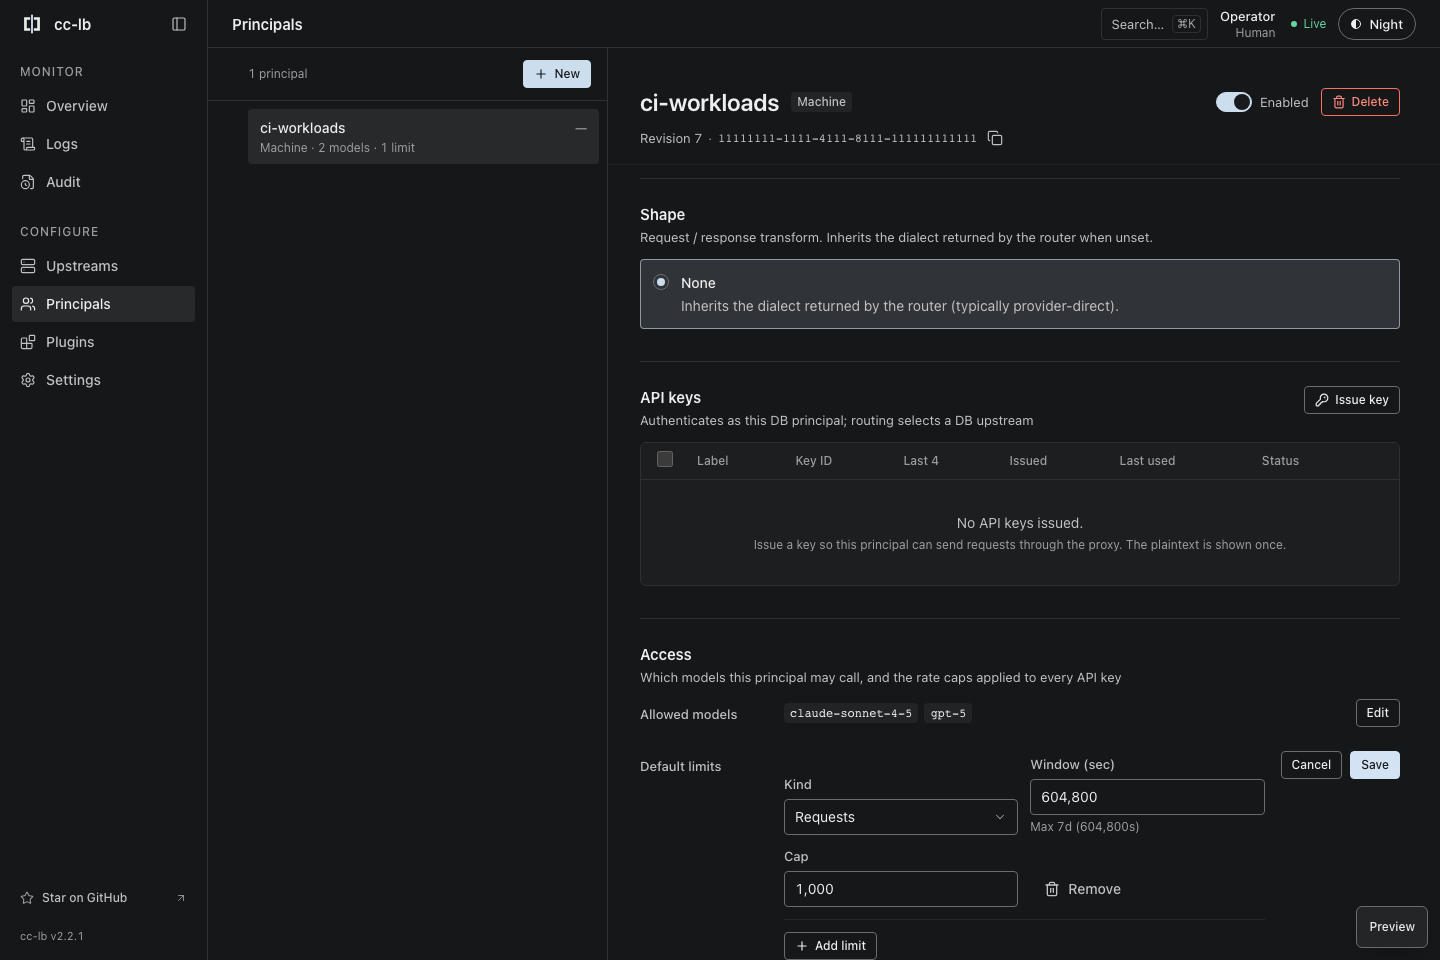 cc-lb
MONITOR
Overview
Logs
Audit
CONFIGURE
Upstreams
Principals
Plugins
Settings
Star on GitHub
cc-lb v2.2.1
Principals
Search... ⌘K
Operator
Human
Live
Night
1 principal
New
ci-workloads
Machine · 2 models · 1 limit
ci-workloads
Machine
Enabled
Delete
Revision 7 · 11111111-1111-4111-8111-111111111111
Shape
Request / response transform. Inherits the dialect returned by the router when unset.
None
Inherits the dialect returned by the router (typically provider-direct).
API keys
Authenticates as this DB principal; routing selects a DB upstream
Issue key
Label Key ID Last 4 Issued Last used Status
No API keys issued.
Issue a key so this principal can send requests through the proxy. The plaintext is shown once.
Access
Which models this principal may call, and the rate caps applied to every API key
Allowed models claude-sonnet-4-5 gpt-5 Edit
Default limits
Kind
Requests
Window (sec)
604,800
Max 7d (604,800s)
Cancel Save
Cap
1,000
Remove
Add limit
Preview